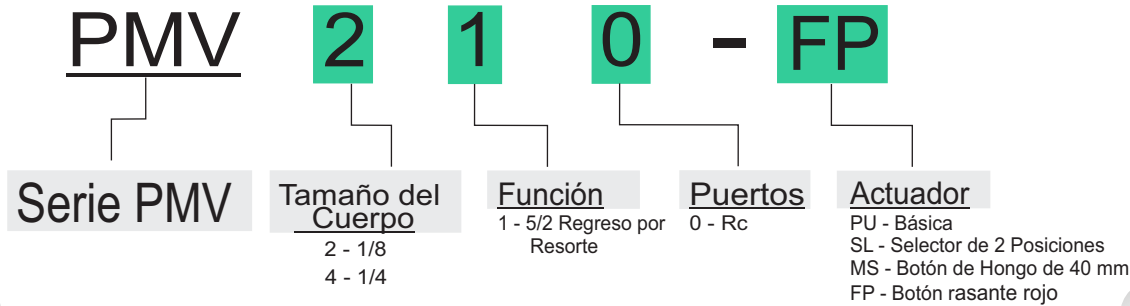 PMV 2 1 0 - FP
Serie PMV
Tamaño del
Cuerpo
2 - 1/8
4 - 1/4
Función
1 - 5/2 Regreso por
Resorte
Puertos
0 - Rc
Actuador
PU - Básica
SL - Selector de 2 Posiciones
MS - Botón de Hongo de 40 mm
FP - Botón rasante rojo